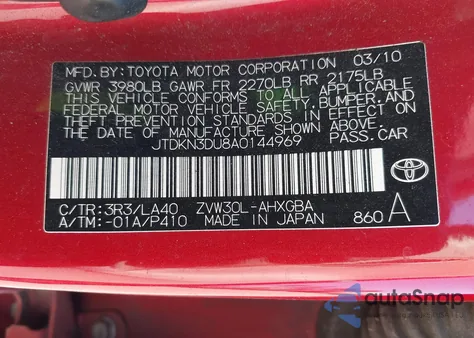 MFD. BY: TOYOTA MOTOR CORPORATION 03/10
GVWR 3980LB GAWR FR 2270LB RR 2175LB
THIS VEHICLE CONFORMS TO ALL APPLICABLE
FEDERAL MOTOR VEHICLE SAFETY, BUMPER, AND
THEFT PREVENTION STANDARDS IN EFFECT ON
THE DATE OF MANUFACTURE SHOWN ABOVE.
JTDKN3DU8A0144969 PASS.CAR
C/TR: 3R3/LA40 ZVW30L-AHXGBA
A/TM: -01A/P410 MADE IN JAPAN 860 A
autoSnap